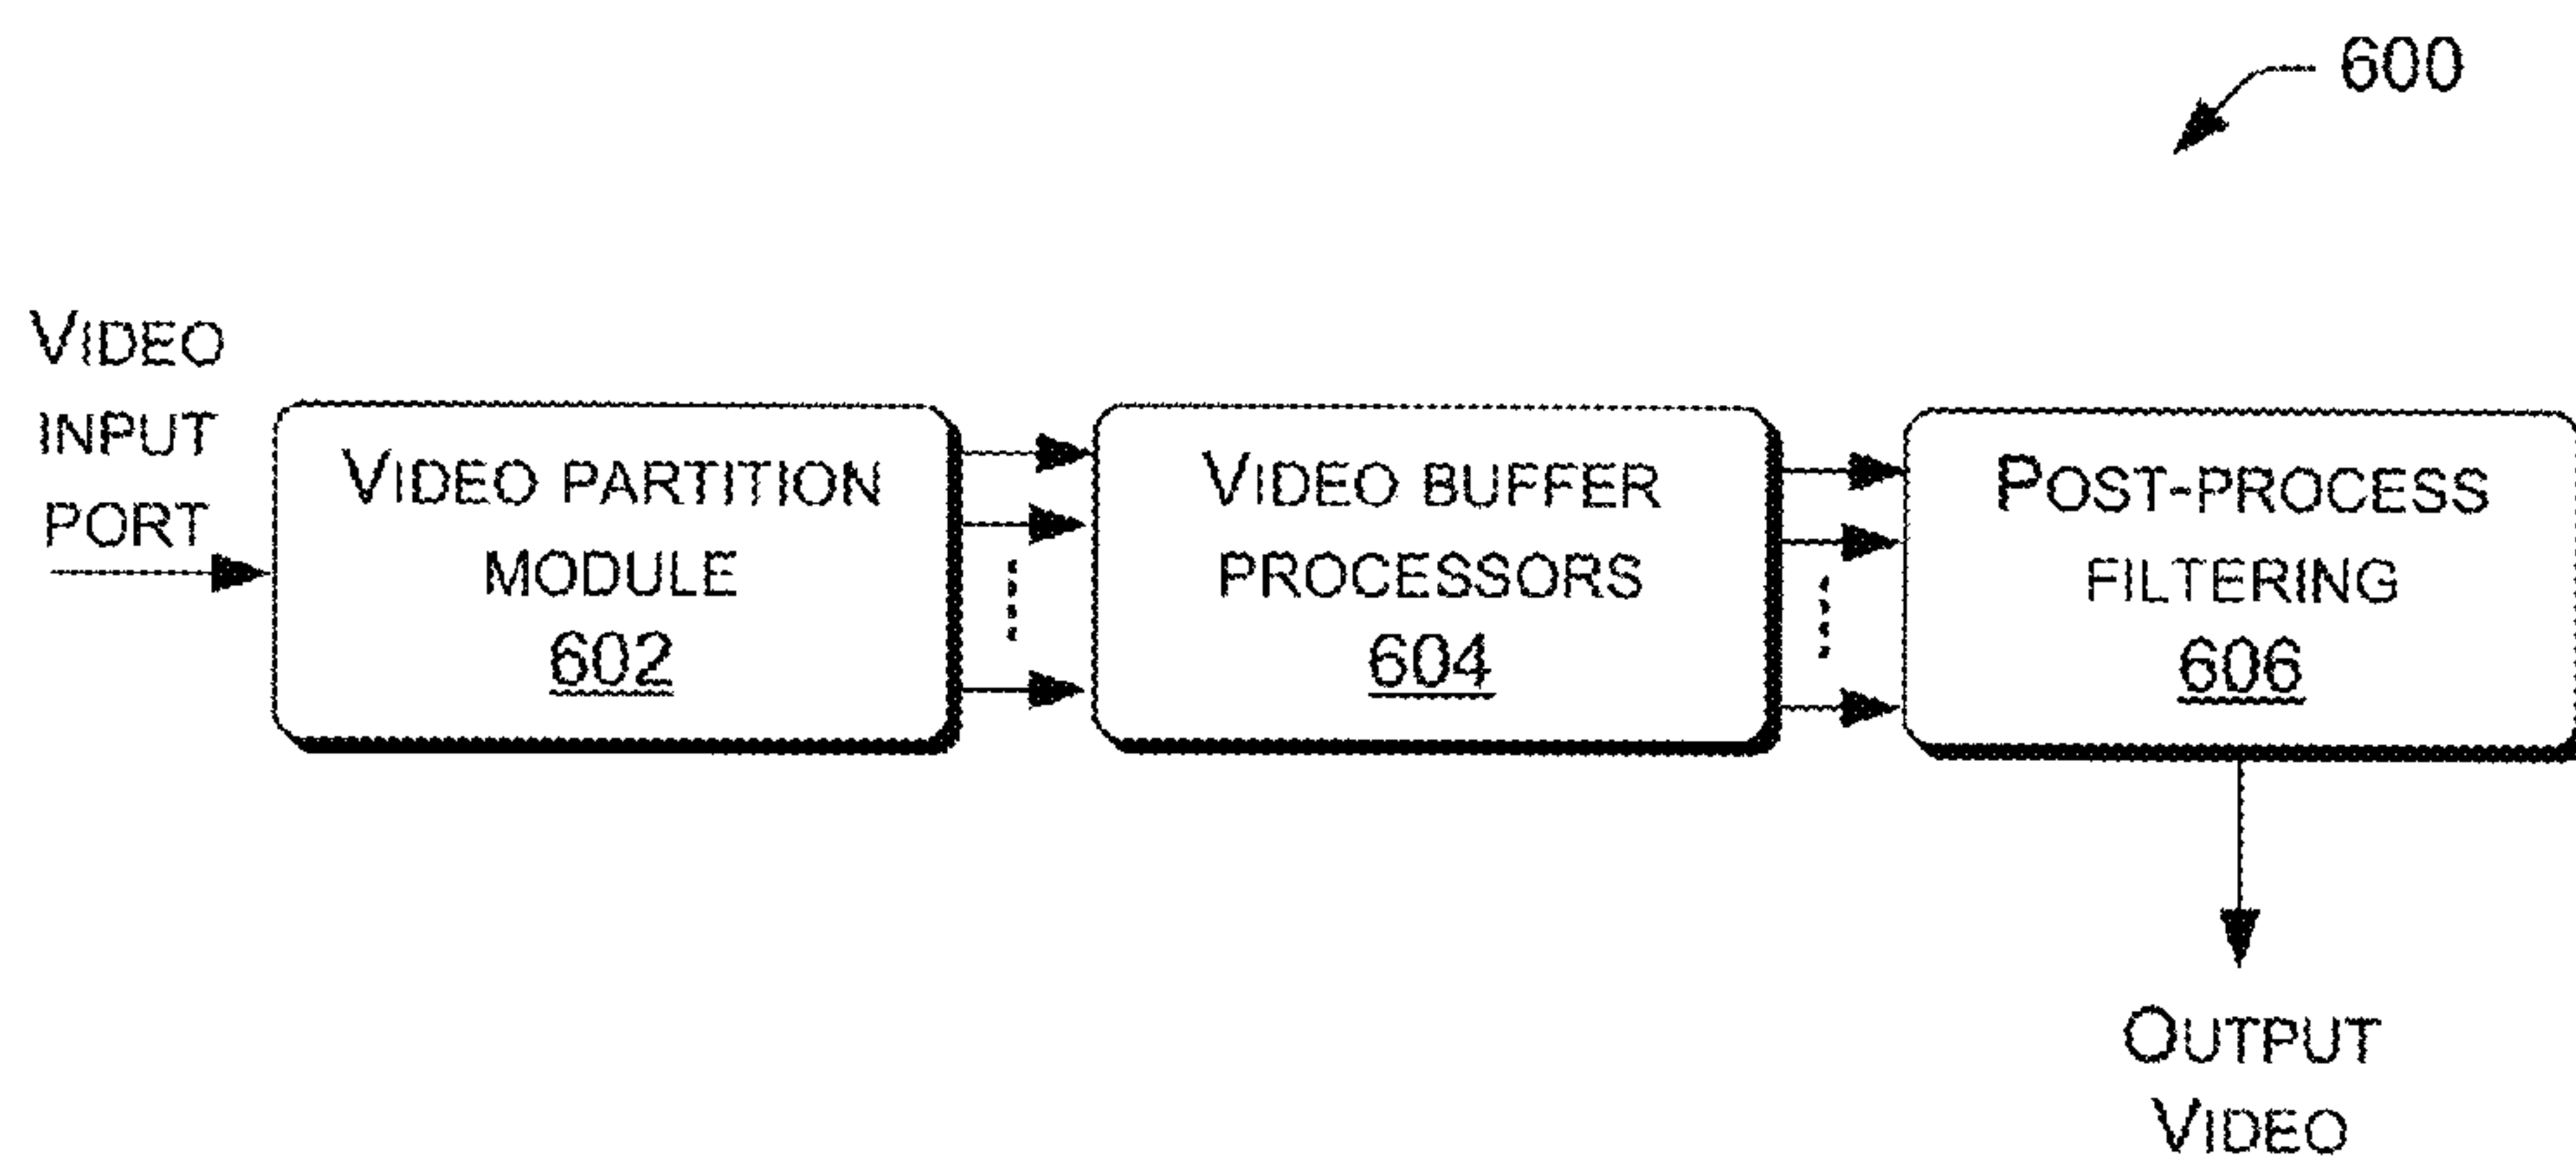 600
VIDEO
INPUT
PORT
VIDEO PARTITION
MODULE
602
VIDEO BUFFER
PROCESSORS
604
POST-PROCESS
FILTERING
606
OUTPUT
VIDEO